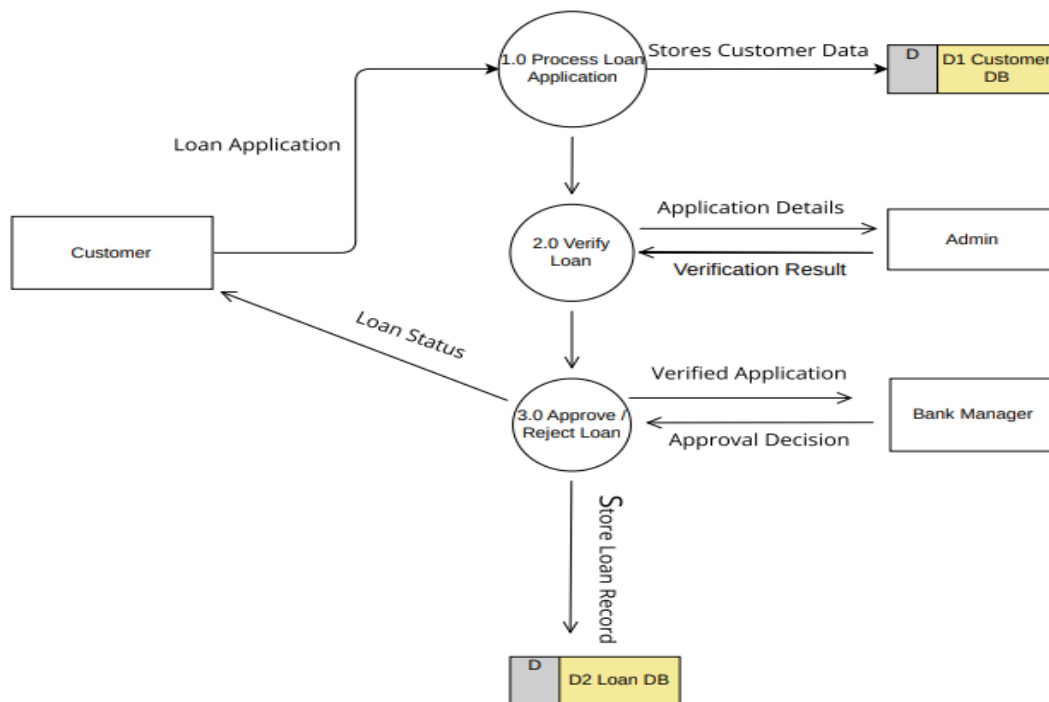 1.0 Process Loan
Application
Stores Customer Data
D
D1 Customer
DB
Loan Application
Customer
2.0 Verify
Loan
Application Details
Verification Result
Admin
Loan Status
3.0 Approve /
Reject Loan
Verified Application
Approval Decision
Bank Manager
Store Loan Record
D
D2 Loan DB